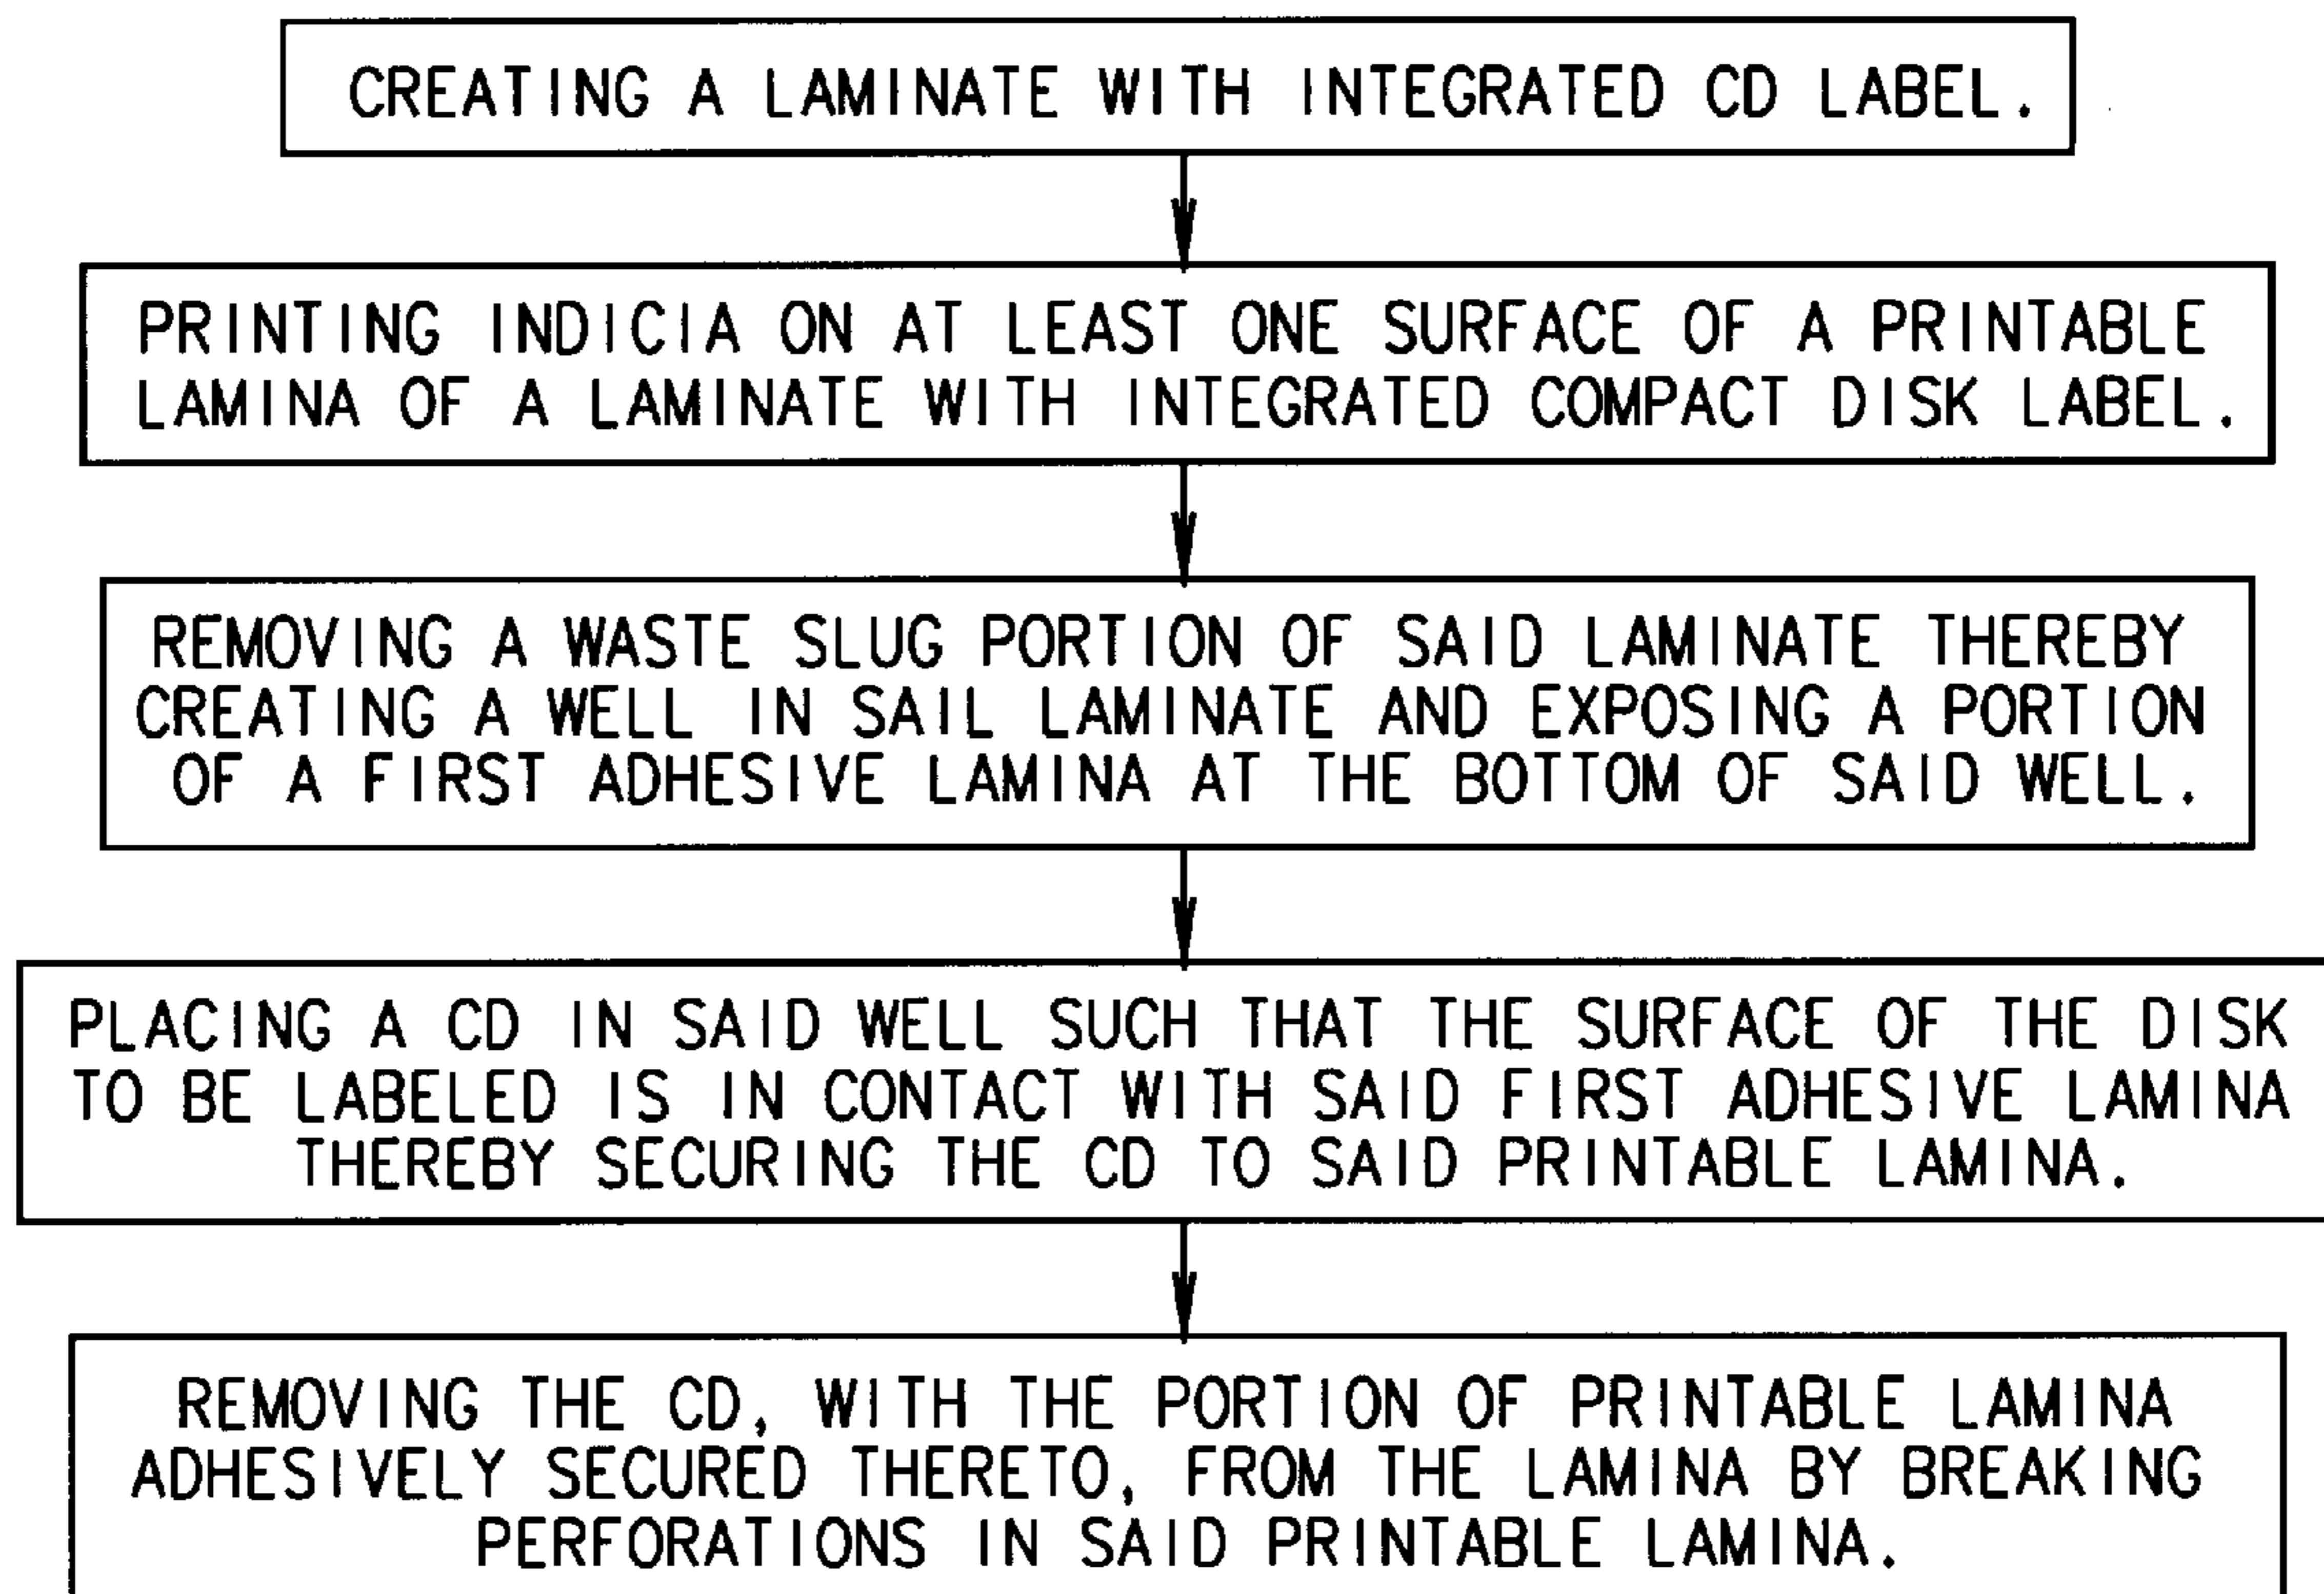 CREATING A LAMINATE WITH INTEGRATED CD LABEL.
PRINTING INDICIA ON AT LEAST ONE SURFACE OF A PRINTABLE
LAMINA OF A LAMINATE WITH INTEGRATED COMPACT DISK LABEL.
REMOVING A WASTE SLUG PORTION OF SAID LAMINATE THEREBY
CREATING A WELL IN SAIL LAMINATE AND EXPOSING A PORTION
OF A FIRST ADHESIVE LAMINA AT THE BOTTOM OF SAID WELL.
PLACING A CD IN SAID WELL SUCH THAT THE SURFACE OF THE DISK
TO BE LABELED IS IN CONTACT WITH SAID FIRST ADHESIVE LAMINA
THEREBY SECURING THE CD TO SAID PRINTABLE LAMINA.
REMOVING THE CD, WITH THE PORTION OF PRINTABLE LAMINA
ADHESIVELY SECURED THERETO, FROM THE LAMINA BY BREAKING
PERFORATIONS IN SAID PRINTABLE LAMINA.